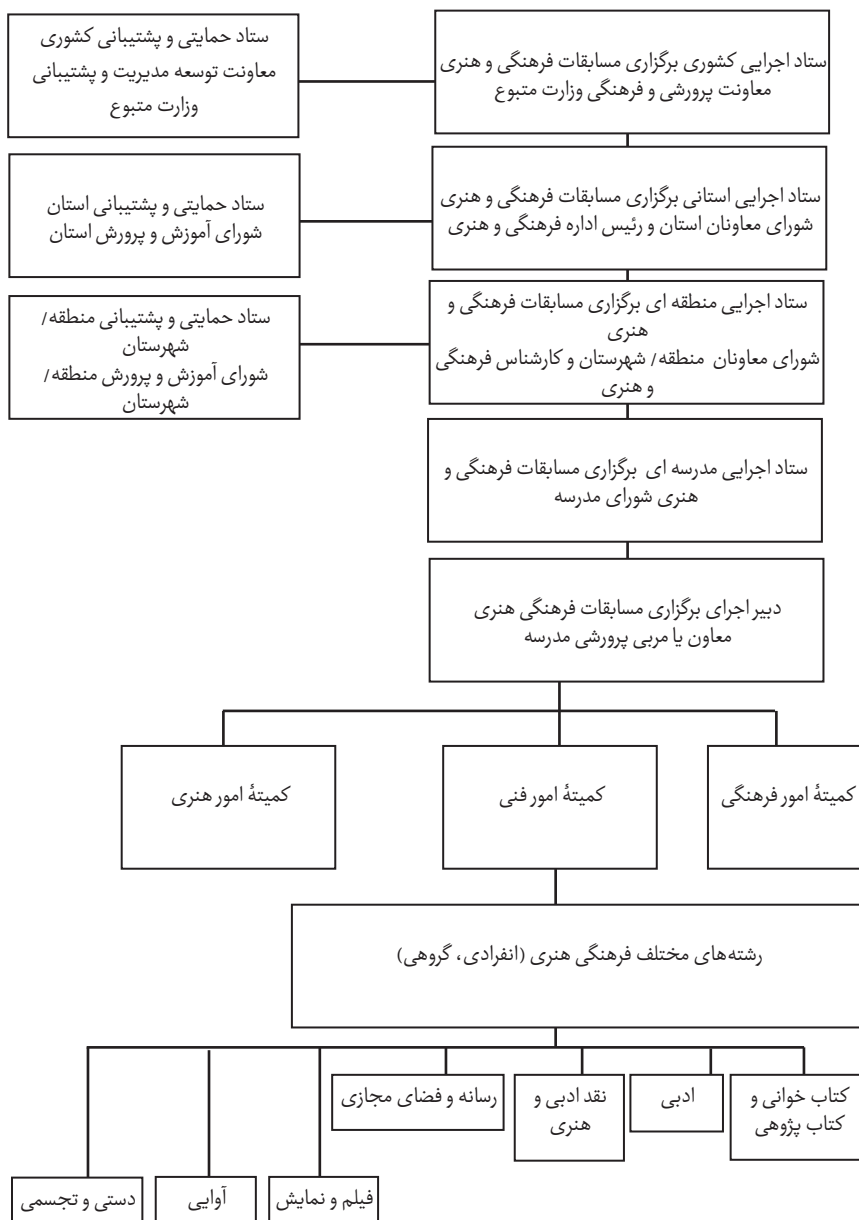 ستاد اجرایی کشوری برگزاری مسابقات فرهنگی و هنری
معاونت پرورشی و فرهنگی وزارت متبوع
ستاد حمایتی و پشتیبانی کشوری
معاونت توسعه مدیریت و پشتیبانی
وزارت متبوع
ستاد اجرایی استانی برگزاری مسابقات فرهنگی و هنری
شورای معاونان استان و رئیس اداره فرهنگی و هنری
ستاد حمایتی و پشتیبانی استان
شورای آموزش و پرورش استان
ستاد اجرایی منطقه ای برگزاری مسابقات فرهنگی و
هنری
شورای معاونان منطقه/ شهرستان و کارشناس فرهنگی
و هنری
ستاد حمایتی و پشتیبانی منطقه/
شهرستان
شورای آموزش و پرورش منطقه/
شهرستان
ستاد اجرایی مدرسه ای برگزاری مسابقات فرهنگی و
هنری شورای مدرسه
دبیر اجرای برگزاری مسابقات فرهنگی هنری
معاون یا مربی پرورشی مدرسه
کمیتهٔ امور فرهنگی
کمیتهٔ امور فنی
کمیتهٔ امور هنری
رشته‌های مختلف فرهنگی هنری (انفرادی، گروهی)
کتاب خوانی و
کتاب پژوهی
ادبی
نقد ادبی و
هنری
رسانه و فضای مجازی
فیلم و نمایش
آوایی
دستی و تجسمی